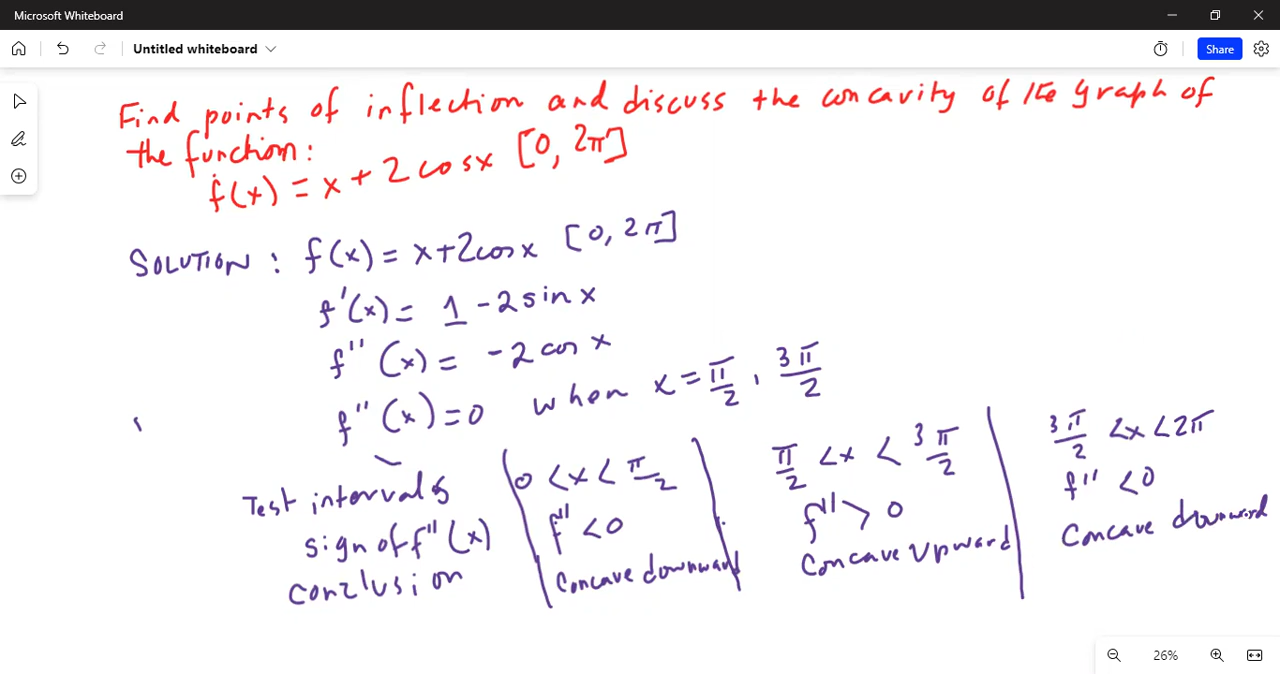 Microsoft Whiteboard
Untitled whiteboard
Share
Find points of inflection and discuss the concavity of the graph of
the function:
f(x) = x + 2 cosx [0, 2π]
SOLUTION : f(x) = x+2cosx [0, 2π]
f'(x) = 1 - 2 sin x
f''(x) = -2 cos x
f''(x) = 0 when x = π/2, 3π/2
Test intervals 0 < x < π/2 π/2 < x < 3π/2 3π/2 < x < 2π
sign of f''(x) f'' < 0 f'' > 0 f'' < 0
conclusion Concave downward Concave Upward Concave downward
26%